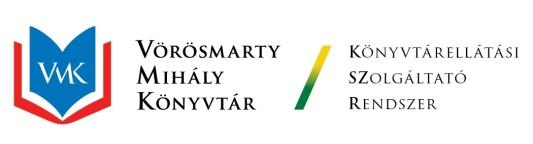 VMK
VÖRÖSMARTY
MIHÁLY
KÖNYVTÁR
KÖNYVTÁRELLÁTÁSI
SZOLGÁLTATÓ
RENDSZER